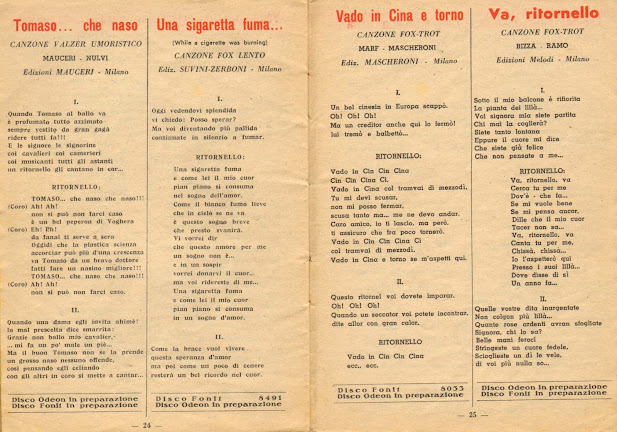 Tomaso... che naso
CANZONE VALZER UMORISTICO
MAUCERI - NULVI
Edizioni MAUCERI - Milano
I.
Quando Tomaso al ballo va
è profumato tutto azzimato
sempre vestito da gran gagà
ridere tutti fa!!!
E le signore le signorine
coi cavalieri coi camerieri
coi musicanti tutti gli astanti
un ritornello gli cantano in cor...
RITORNELLO:
TOMASO... che naso che naso!!!
(Coro) Ah! Ah!
non si può non farci caso
è un bel peperon di Voghera
(Coro) Eh! Eh!
da fanal ti serve a sera
Oggidì che la plastica scienza
accorciar può più d'una crescenza
va Tomaso da un bravo dottore
fatti fare un nasino migliore!!!
TOMASO... che naso che naso!!!
(Coro) Ah! Ah!
non si può non farci caso.
II.
Quando una dama egli invita ahimè!
la mal prescelta dice smarrita:
Grazie non ballo mio cavalier,
... mi fa un po' male un piè...
Ma il buon Tomaso non se la prende
un grosso naso nessuno offende,
così pensando egli celiando
con gli altri in coro si mette a cantar...
Disco Odeon in preparazione
Disco Fonit in preparazione
— 24 —
Una sigaretta fuma...
(While a cigarette was burning)
CANZONE FOX LENTO
Ediz. SUVINI-ZERBONI - Milano
I.
Oggi vedendovi splendida
vi chiedo: Posso sperar?
Ma voi diventando più pallida
continuate in silenzio a fumar.
RITORNELLO:
Una sigaretta fuma
e come lei il mio cuor
pian piano si consuma
nel sogno dell'amor.
Come il bianco fumo lieve
che in cielo se ne va
è questo sogno breve
che presto svanirà.
Vi vorrei dir
che questo amore per me
un sogno non è...
e in un sospir
vorrei donarvi il cuor...
ma voi ridereste di me...
Una sigaretta fuma
e come lei il mio cuor
pian piano si consuma
in un sogno d'amor.
II.
Come la brace vuol vivere
questa speranza d'amor
ma poi come un poco di cenere
resterà un bel ricordo nel cuor.
Disco Fonit 8491
Disco Odeon in preparazione
Vado in Cina e torno
CANZONE FOX-TROT
MARF - MASCHERONI
Ediz. MASCHERONI - Milano
I.
Un bel cinesin in Europa scappò.
Oh! Oh! Oh!
Ma un creditor anche qui lo fermò!
lui tremò e balbettò...
RITORNELLO:
Vado in Cin Cin Cina
Cin Cin Cina Ci.
Vado in Cina col tramvai di mezzodì.
Tu mi devi scusar,
non mi posso fermar,
scusa tanto ma... me ne devo andar.
Caro amico, io ti lascio, ma però.
ti assicuro che tra poco tornerò.
Vado in Cin Cin Cina Ci
col tramvai di mezzodì.
Vado in Cina e torno se m'aspetti qui.
II.
Questo ritornel voi dovete imparar.
Oh! Oh! Oh!
Quando un seccator voi potete incontrar.
dite allor con gran calor.
RITORNELLO
Vado in Cin Cin Cina
ecc.. ecc.
Disco Fonit 8033
Disco Odeon in preparazione
— 25 —
Va, ritornello
CANZONE FOX-TROT
RIZZA - RAMO
Edizioni Melodi - Milano
I.
Sotto il mio balcone è fiorita
La pianta dei lillà...
Voi signora mia siete partita
Chi mai la coglierà?
Siete tanto lontana
Eppure il cuore mi dice
Che siete già felice
Che non pensate a me...
RITORNELLO:
Va, ritornello, va
Cerca tu per me
Dov'è - che fa...
Se mi vuole bene
Se mi pensa ancor.
Dille che il mio cuor
Tacer non sa...
Va, ritornello, va
Canta tu per me.
Chissà, chissà...
Io l'aspetterò qui
Presso i suoi lillà...
Dove disse di sì
Un anno fa...
II.
Quelle vostre dita inargentate
Non colgon più lillà...
Quante rose ardenti avran sfogliate
Signora, chi lo sa?
Belle mani feroci
Stringeste un cuore fedele,
Scioglieste un dì le vele,
di voi più nulla so...
Disco Fonit in preparazione
Disco Odeon in preparazione